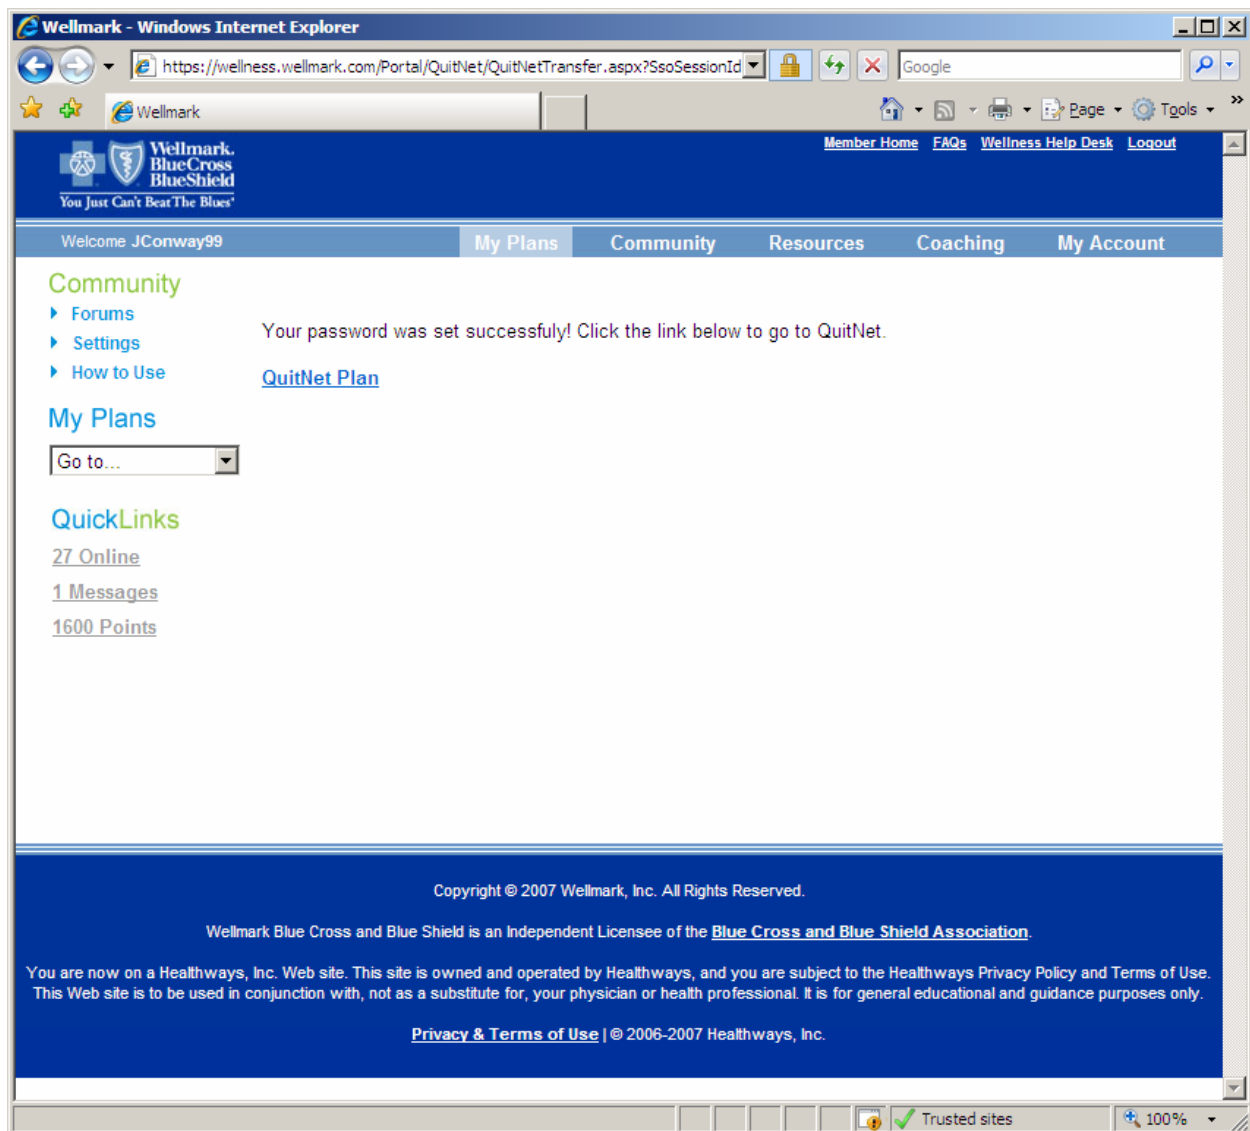 Wellmark - Windows Internet Explorer
https://wellness.wellmark.com/Portal/QuitNet/QuitNetTransfer.aspx?SsoSessionId
Google
Wellmark
Page
Tools
»
Wellmark.
BlueCross
BlueShield
You Just Can't Beat The Blues
Member Home FAQs Wellness Help Desk Logout
Welcome JConway99
My Plans Community Resources Coaching My Account
Community
Forums
Settings
How to Use
Your password was set successfuly! Click the link below to go to QuitNet.
QuitNet Plan
My Plans
Go to...
QuickLinks
27 Online
1 Messages
1600 Points
Copyright © 2007 Wellmark, Inc. All Rights Reserved.
Wellmark Blue Cross and Blue Shield is an Independent Licensee of the Blue Cross and Blue Shield Association.
You are now on a Healthways, Inc. Web site. This site is owned and operated by Healthways, and you are subject to the Healthways Privacy Policy and Terms of Use.
This Web site is to be used in conjunction with, not as a substitute for, your physician or health professional. It is for general educational and guidance purposes only.
Privacy & Terms of Use | © 2006-2007 Healthways, Inc.
Trusted sites
100%